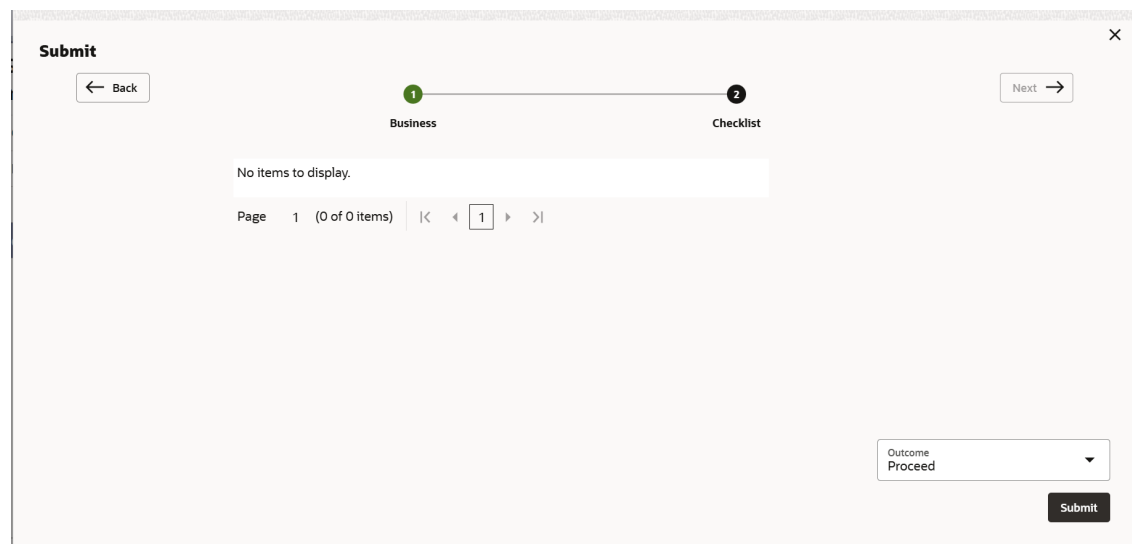 Submit
Back
1
2
Next
Business
Checklist
No items to display.
Page 1 (0 of 0 items) 1
Outcome
Proceed
Submit